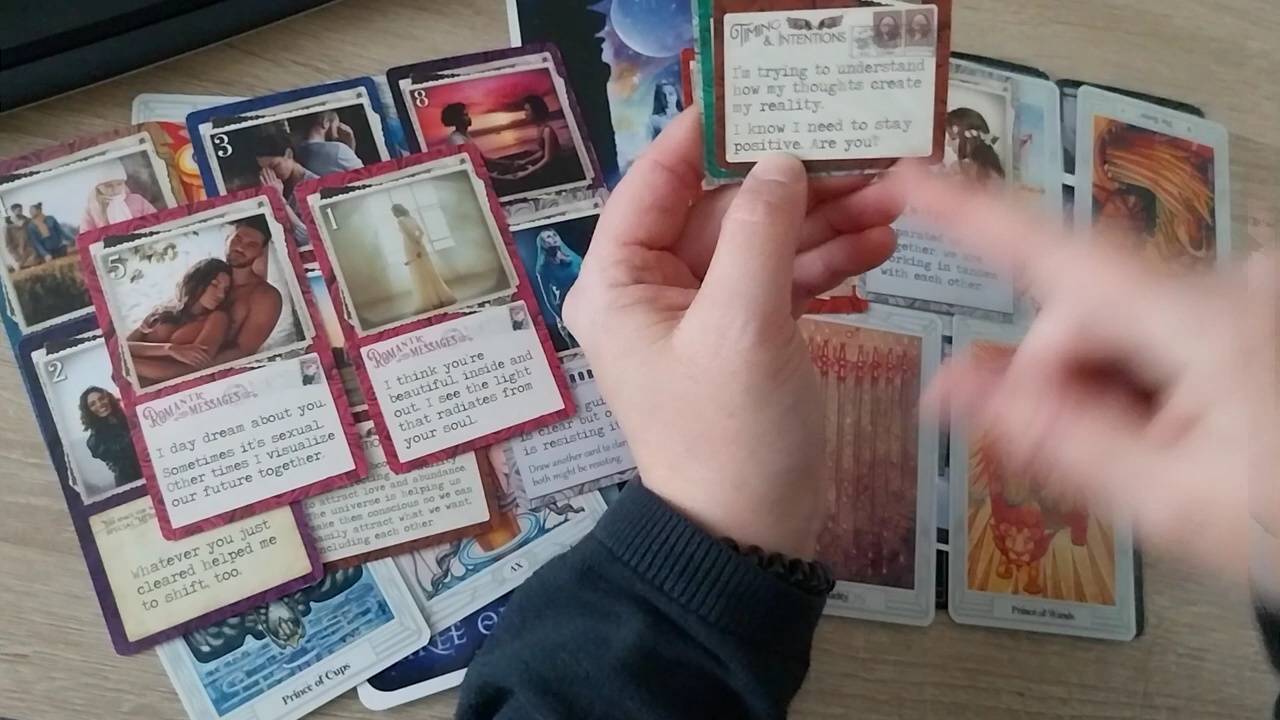 TIMING
& INTENTIONS
I'm trying to understand
how my thoughts create
my reality.
I know I need to stay
positive. Are you?
8
3
5
1
2
ROMANTIC
MESSAGES
I day dream about you.
Sometimes it's sexual.
Other times I visualize
our future together.
ROMANTIC
MESSAGES
I think you're
beautiful, inside and
out. I see the light
that radiates from
your soul.
together we are
working in tandem
with each other
is clear but
is resisting
Draw another card to
both might be resisting.
to attract love and abundance.
The universe is helping us
make them conscious so we can
attract what we want,
including each other.
Whatever you just
cleared helped me
to shift, too.
Prince of Cups
Prince of Wands